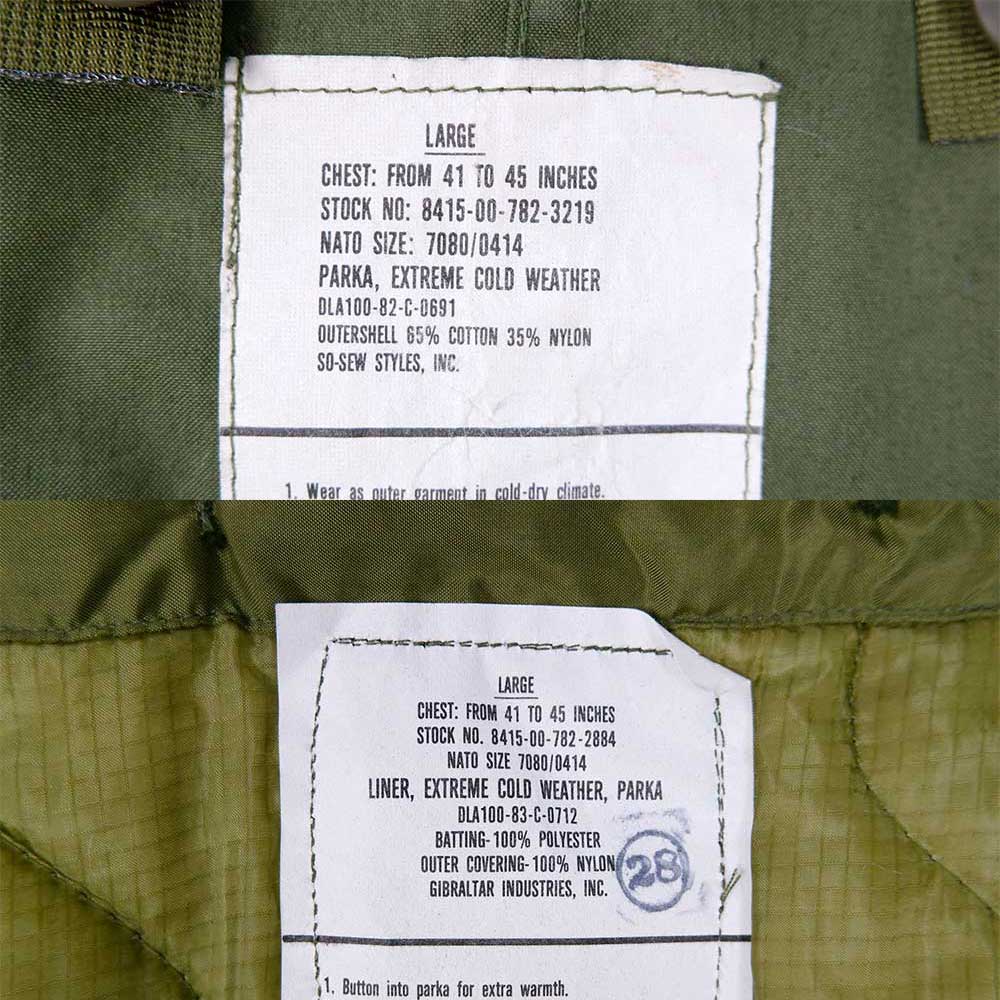 LARGE
CHEST: FROM 41 TO 45 INCHES
STOCK NO: 8415-00-782-3219
NATO SIZE: 7080/0414
PARKA, EXTREME COLD WEATHER
DLA100-82-C-0691
OUTERSHELL 65% COTTON 35% NYLON
SO-SEW STYLES, INC.
1. Wear as outer garment in cold-dry climate.
LARGE
CHEST: FROM 41 TO 45 INCHES
STOCK NO. 8415-00-782-2884
NATO SIZE 7080/0414
LINER, EXTREME COLD WEATHER, PARKA
DLA100-83-C-0712
BATTING-100% POLYESTER
OUTER COVERING-100% NYLON
28
GIBRALTAR INDUSTRIES, INC.
1. Button into parka for extra warmth.